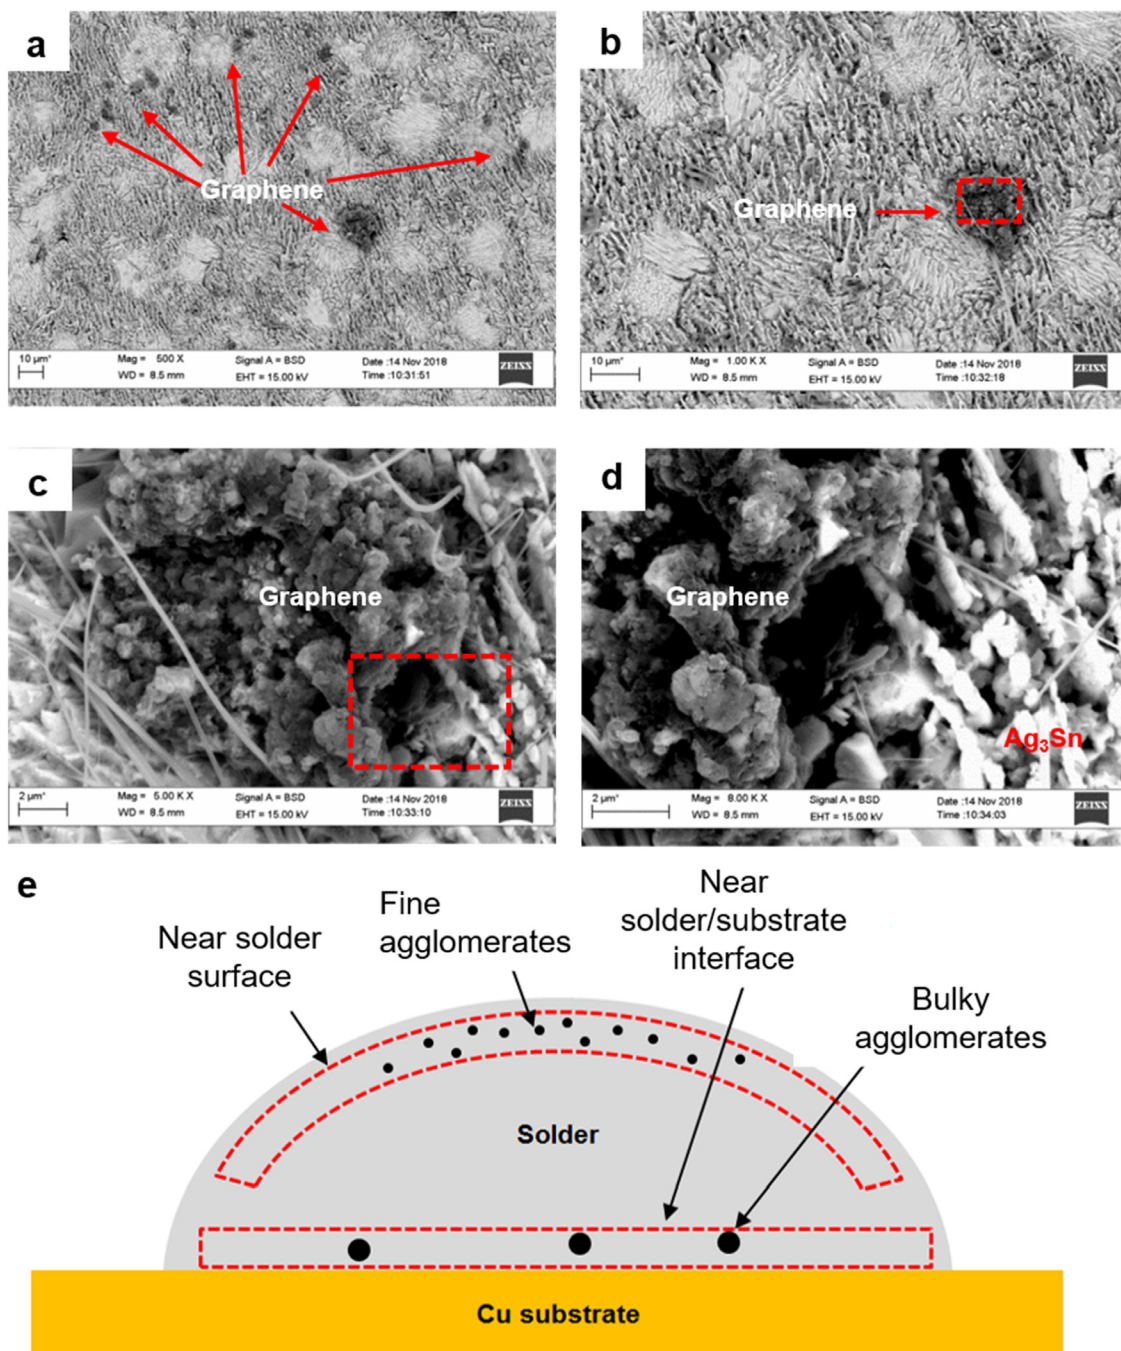 a
Graphene
10 µm*
Mag = 500 X
Signal A = BSD
Date :14 Nov 2018
WD = 8.5 mm
EHT = 15.00 kV
Time :10:31:51
ZEISS
b
Graphene
10 µm*
Mag = 1.00 K X
Signal A = BSD
Date :14 Nov 2018
WD = 8.5 mm
EHT = 15.00 kV
Time :10:32:18
ZEISS
c
Graphene
2 µm*
Mag = 5.00 K X
Signal A = BSD
Date :14 Nov 2018
WD = 8.5 mm
EHT = 15.00 kV
Time :10:33:10
ZEISS
d
Graphene
Ag₃Sn
2 µm*
Mag = 8.00 K X
Signal A = BSD
Date :14 Nov 2018
WD = 8.5 mm
EHT = 15.00 kV
Time :10:34:03
ZEISS
e
Near solder
surface
Fine
agglomerates
Near
solder/substrate
interface
Bulky
agglomerates
Solder
Cu substrate